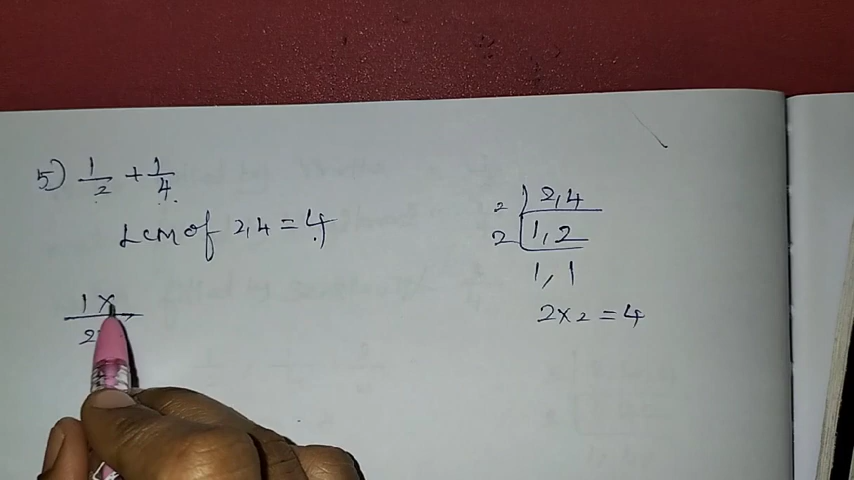 5) 1/2 + 1/4
LCM of 2,4 = 4
1 ×
2
2 | 2, 4
2 | 1, 2
1, 1
2 × 2 = 4